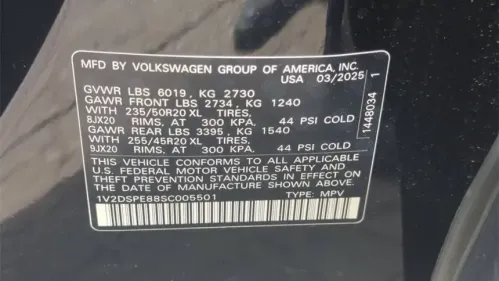 MFD BY VOLKSWAGEN GROUP OF AMERICA, INC.
USA 03/2025
GVWR LBS 6019, KG 2730
GAWR FRONT LBS 2734, KG 1240
WITH 235/50R20 XL TIRES,
8JX20 RIMS, AT 300 KPA, 44 PSI COLD
GAWR REAR LBS 3395, KG 1540
WITH 255/45R20 XL TIRES,
9JX20 RIMS, AT 300 KPA, 44 PSI COLD
THIS VEHICLE CONFORMS TO ALL APPLICABLE
U.S. FEDERAL MOTOR VEHICLE SAFETY AND
THEFT PREVENTION STANDARDS IN EFFECT ON
THE DATE OF MANUFACTURE SHOWN ABOVE.
1V2DSPE88SC005501 TYPE: MPV
1448034 1